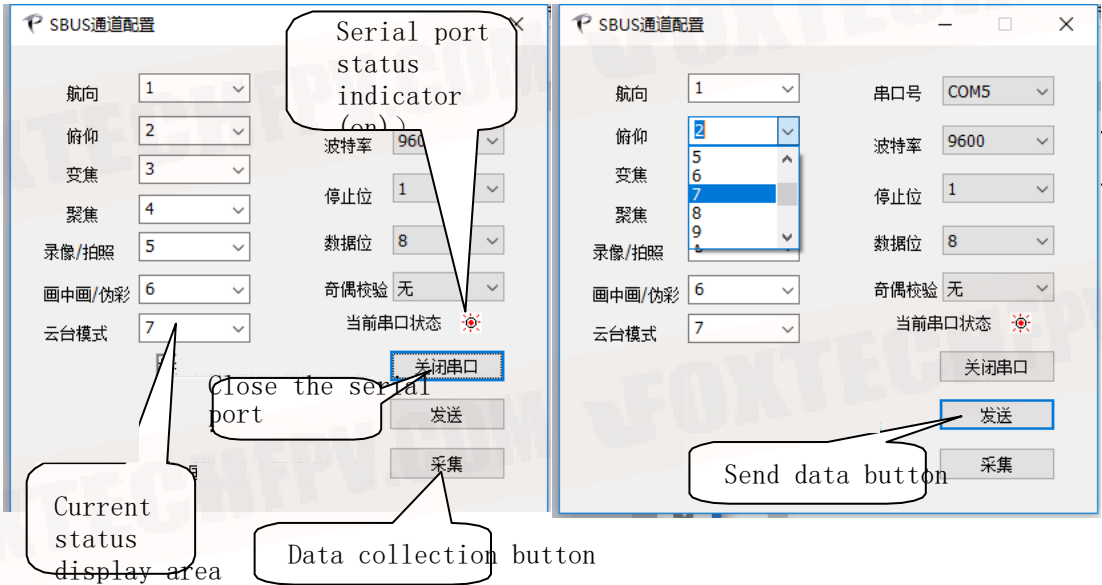 SBUS通道配置
Serial port
status
indicator
(on)）
航向
1
俯仰
2
波特率
960
变焦
3
停止位
1
聚焦
4
录像/拍照
5
数据位
8
画中画/伪彩
6
奇偶校验
无
云台模式
7
当前串口状态
关闭串口
Close the serial
port
发送
采集
Current
status
display area
Data collection button
SBUS通道配置
航向
1
串口号
COM5
俯仰
2
波特率
9600
5
6
7
8
9
变焦
停止位
1
聚焦
录像/拍照
数据位
8
画中画/伪彩
6
奇偶校验
无
云台模式
7
当前串口状态
关闭串口
发送
采集
Send data button
WWW.FOXTECHFPV.COM